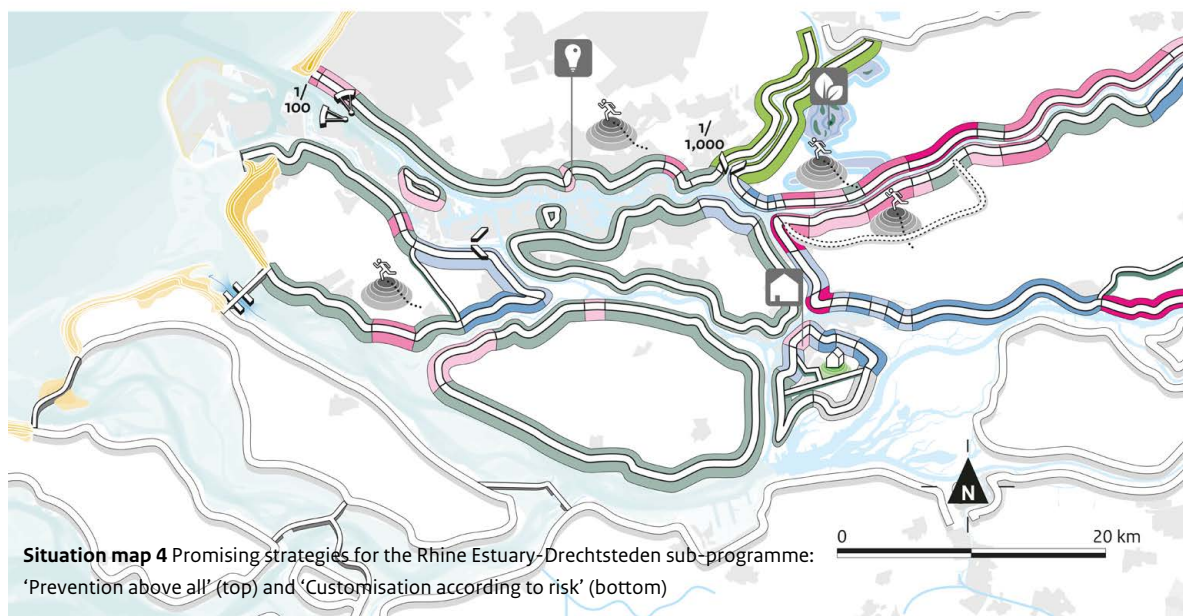 1/
100
1/
1,000
N
0
20 km
Situation map 4 Promising strategies for the Rhine Estuary-Drechtsteden sub-programme:
‘Prevention above all’ (top) and ‘Customisation according to risk’ (bottom)